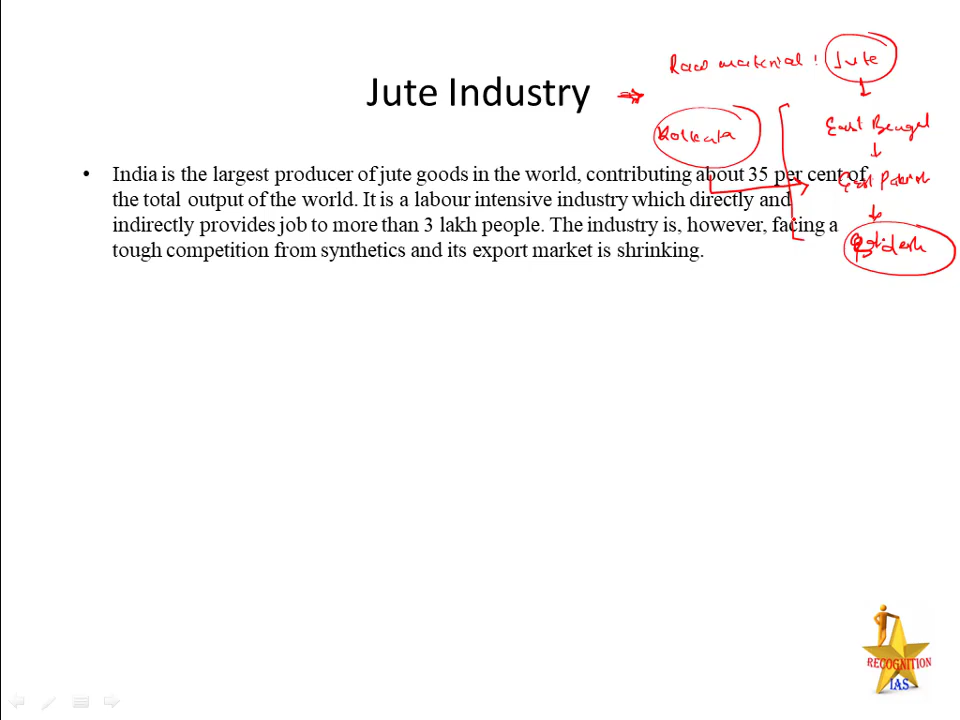 Raw material : Jute
Jute Industry
East Bengal
Kolkata
• India is the largest producer of jute goods in the world, contributing about 35 per cent of
East
the total output of the world. It is a labour intensive industry which directly and
indirectly provides job to more than 3 lakh people. The industry is, however, facing a
tough competition from synthetics and its export market is shrinking.
RECOGNITION
IAS